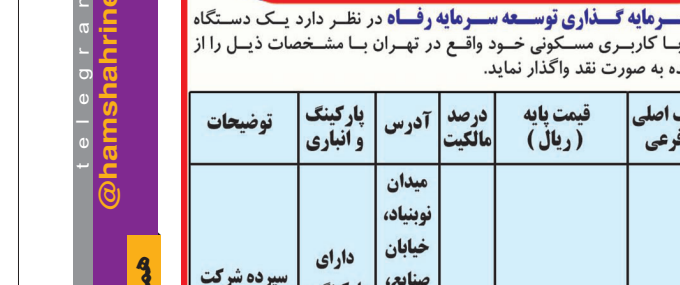 سرمایه گذاری توسعه سرمایه رفاه در نظر دارد یک دستگاه
با کاربری مسکونی خود واقع در تهران با مشخصات ذیل را از
به صورت نقد واگذار نماید.
اصلی
فرعی
قیمت پایه
( ریال )
درصد
مالکیت
آدرس
پارکینگ
و انباری
توضیحات
میدان
نوبنیاد،
خیابان
صنایع،
دارای
سپرده شرکت
telegra
@hamshahrine